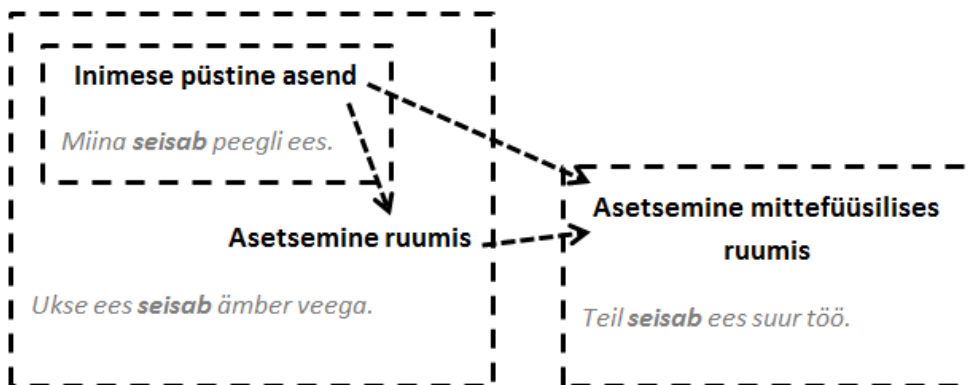 Inimese püstine asend
Miina seisab peegli ees.
Asetsemine ruumis
Ukse ees seisab ämber veega.
Asetsemine mittefüüsilises
ruumis
Teil seisab ees suur töö.